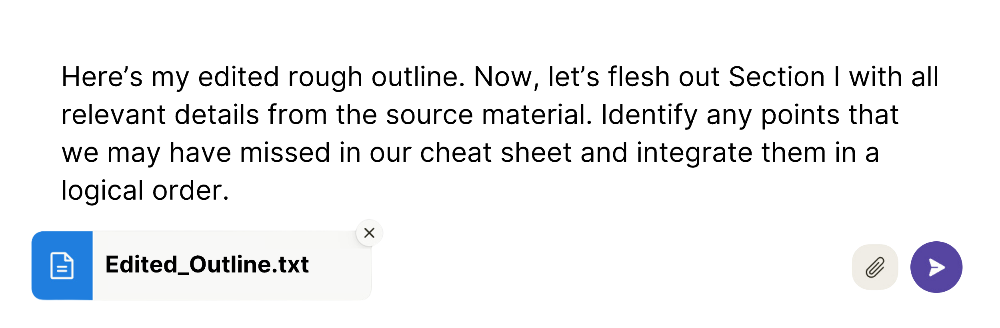 Here’s my edited rough outline. Now, let’s flesh out Section I with all
relevant details from the source material. Identify any points that
we may have missed in our cheat sheet and integrate them in a
logical order.
Edited_Outline.txt